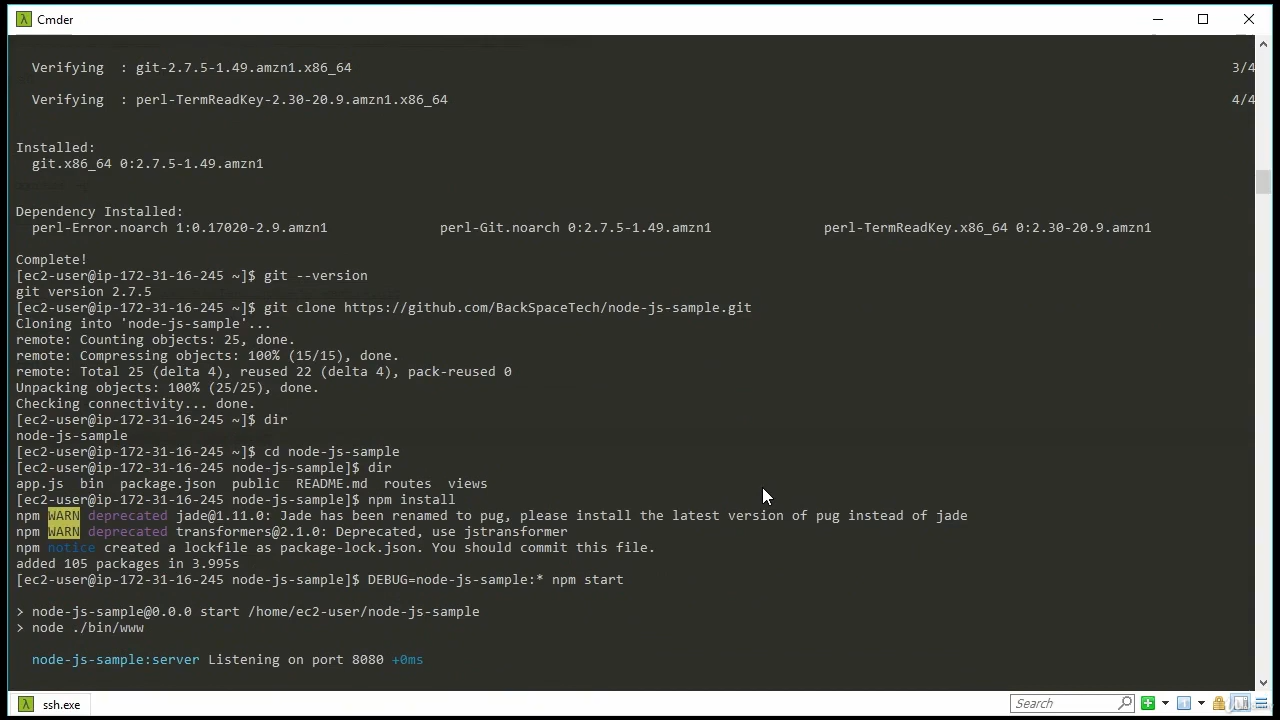 Cmder
Verifying  : git-2.7.5-1.49.amzn1.x86_64 3/4
Verifying  : perl-TermReadKey-2.30-20.9.amzn1.x86_64 4/4
Installed:
git.x86_64 0:2.7.5-1.49.amzn1
Dependency Installed:
perl-Error.noarch 1:0.17020-2.9.amzn1 perl-Git.noarch 0:2.7.5-1.49.amzn1 perl-TermReadKey.x86_64 0:2.30-20.9.amzn1
Complete!
[ec2-user@ip-172-31-16-245 ~]$ git --version
git version 2.7.5
[ec2-user@ip-172-31-16-245 ~]$ git clone https://github.com/BackSpaceTech/node-js-sample.git
Cloning into 'node-js-sample'...
remote: Counting objects: 25, done.
remote: Compressing objects: 100% (15/15), done.
remote: Total 25 (delta 4), reused 22 (delta 4), pack-reused 0
Unpacking objects: 100% (25/25), done.
Checking connectivity... done.
[ec2-user@ip-172-31-16-245 ~]$ dir
node-js-sample
[ec2-user@ip-172-31-16-245 ~]$ cd node-js-sample
[ec2-user@ip-172-31-16-245 node-js-sample]$ dir
app.js  bin  package.json  public  README.md  routes  views
[ec2-user@ip-172-31-16-245 node-js-sample]$ npm install
npm WARN deprecated jade@1.11.0: Jade has been renamed to pug, please install the latest version of pug instead of jade
npm WARN deprecated transformers@2.1.0: Deprecated, use jstransformer
npm notice created a lockfile as package-lock.json. You should commit this file.
added 105 packages in 3.995s
[ec2-user@ip-172-31-16-245 node-js-sample]$ DEBUG=node-js-sample:* npm start
> node-js-sample@0.0.0 start /home/ec2-user/node-js-sample
> node ./bin/www
node-js-sample:server Listening on port 8080 +0ms
ssh.exe Search